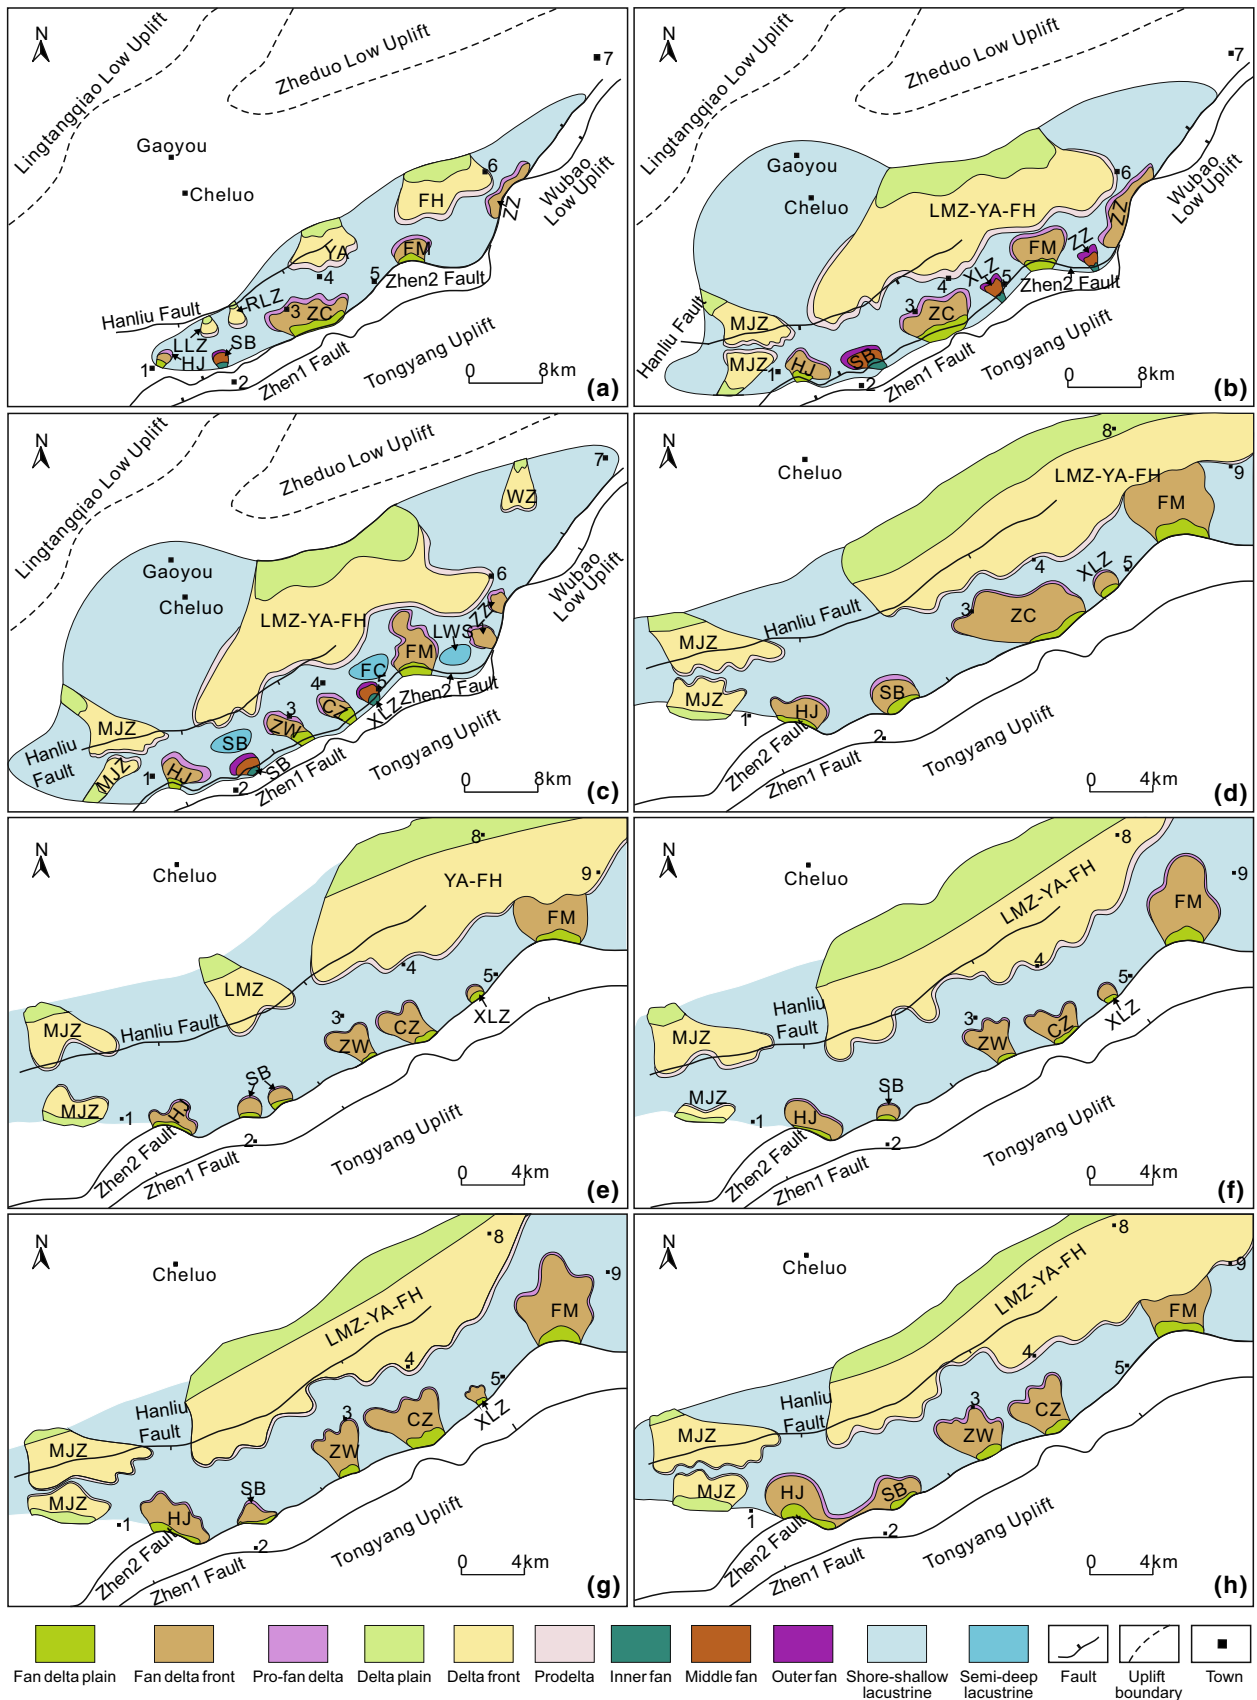 N
Lingtangqiao Low Uplift
Zheduo Low Uplift
7
Gaoyou
Cheluo
6
FH
ZZ
Wubao
Low Uplift
YA
FM
4
5
Zhen2 Fault
RLZ
Hanliu Fault
3
ZC
LLZ
SB
1
HJ
2
Zhen1 Fault
Tongyang Uplift
0
8km
(a)
N
Lingtangqiao Low Uplift
Zheduo Low Uplift
7
Gaoyou
Cheluo
6
LMZ-YA-FH
ZZ
Wubao
Low Uplift
FM
ZZ
XLZ
4
5
Zhen2 Fault
3
ZC
Hanliu Fault
MJZ
MJZ
1
HJ
SB
2
Zhen1 Fault
Tongyang Uplift
0
8km
(b)
N
Lingtangqiao Low Uplift
Zheduo Low Uplift
7
WZ
Gaoyou
Cheluo
6
Wubao
Low Uplift
LMZ-YA-FH
ZZ
LWS
FM
FC
4
5
Zhen2 Fault
CZ
XLZ
3
ZW
MJZ
SB
Hanliu
Fault
MJZ
1
HJ
SB
2
Zhen1 Fault
Tongyang Uplift
0
8km
(c)
8
Cheluo
LMZ-YA-FH
9
FM
4
XLZ
5
Hanliu Fault
3
ZC
MJZ
MJZ
SB
1
HJ
2
Zhen2 Fault
Zhen1 Fault
Tongyang Uplift
0
4km
(d)
N
8
Cheluo
YA-FH
9
FM
4
5
LMZ
MJZ
Hanliu Fault
3
CZ
XLZ
ZW
SB
MJZ
1
HJ
2
Zhen2 Fault
Zhen1 Fault
Tongyang Uplift
0
4km
(e)
N
8
Cheluo
LMZ-YA-FH
9
FM
4
5
Hanliu
Fault
MJZ
3
CZ
XLZ
ZW
SB
MJZ
1
HJ
2
Zhen2 Fault
Zhen1 Fault
Tongyang Uplift
0
4km
(f)
N
8
Cheluo
9
LMZ-YA-FH
FM
4
5
Hanliu
Fault
3
CZ
XLZ
MJZ
ZW
SB
MJZ
1
HJ
2
Zhen2 Fault
Zhen1 Fault
Tongyang Uplift
0
4km
(g)
N
8
Cheluo
9
LMZ-YA-FH
FM
4
5
Hanliu
Fault
3
CZ
MJZ
ZW
HJ
SB
MJZ
1
2
Zhen2 Fault
Zhen1 Fault
Tongyang Uplift
0
4km
(h)
Fan delta plain
Fan delta front
Pro-fan delta
Delta plain
Delta front
Prodelta
Inner fan
Middle fan
Outer fan
Shore-shallow
lacustrine
Semi-deep
lacustrine
Fault
Uplift
boundary
Town